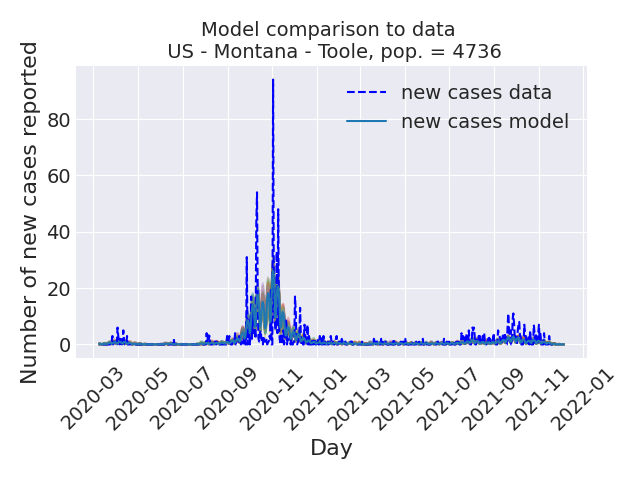 Model comparison to data
US - Montana - Toole, pop. = 4736
Number of new cases reported
80
60
40
20
0
new cases data
new cases model
2020-03
2020-05
2020-07
2020-09
2020-11
2021-01
2021-03
2021-05
2021-07
2021-09
2021-11
2022-01
Day